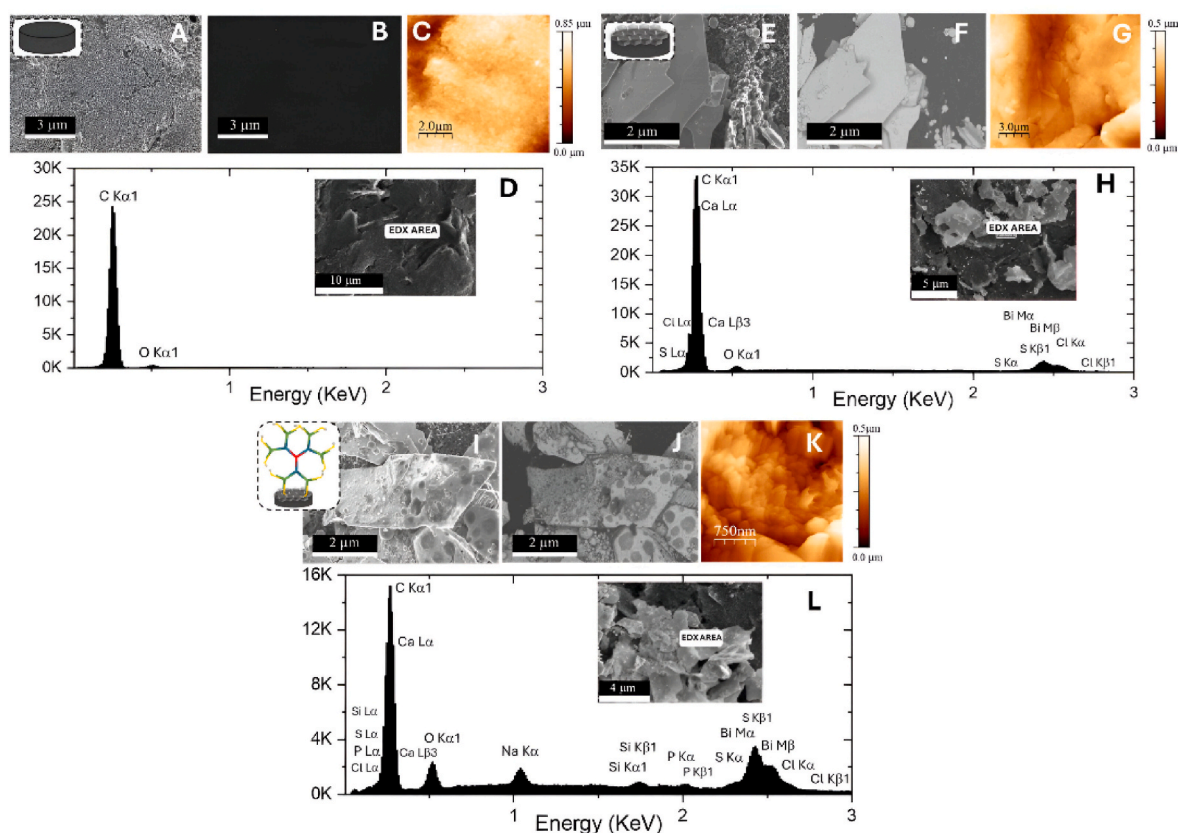 A
3 µm
B
3 µm
C
2.0µm
0.85 µm
0.0 µm
E
2 µm
F
2 µm
G
3.0µm
0.5 µm
0.0 µm
30K
25K
20K
15K
10K
5K
0K
C Kα1
O Kα1
D
EDX AREA
10 µm
1
2
3
Energy (KeV)
35K
30K
25K
20K
15K
10K
5K
0K
C Kα1
Ca Lα
Cl Lα
Ca Lβ3
S Lα
O Kα1
H
EDX AREA
5 µm
Bi Mα
Bi Mβ
S Kβ1
Cl Kα
S Kα
Cl Kβ1
1
2
3
Energy (KeV)
I
2 µm
J
2 µm
K
750nm
0.5µm
0.0 µm
16K
12K
8K
4K
0K
C Kα1
Ca Lα
Si Lα
S Lα
P Lα
Ca Lβ3
Cl Lα
O Kα1
Na Kα
L
EDX AREA
4 µm
Si Kβ1
Si Kα1
P Kα
P Kβ1
S Kβ1
Bi Mα
Bi Mβ
S Kα
Cl Kα
Cl Kβ1
1
2
3
Energy (KeV)